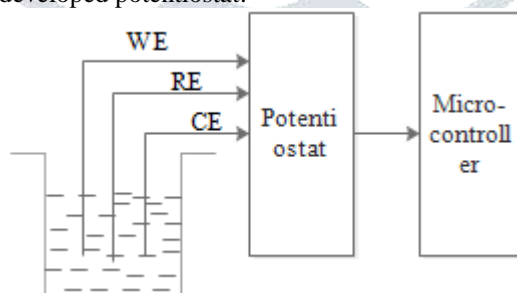 developed potentiostat.
WE
RE
CE
Potenti
ostat
Micro-
controll
er